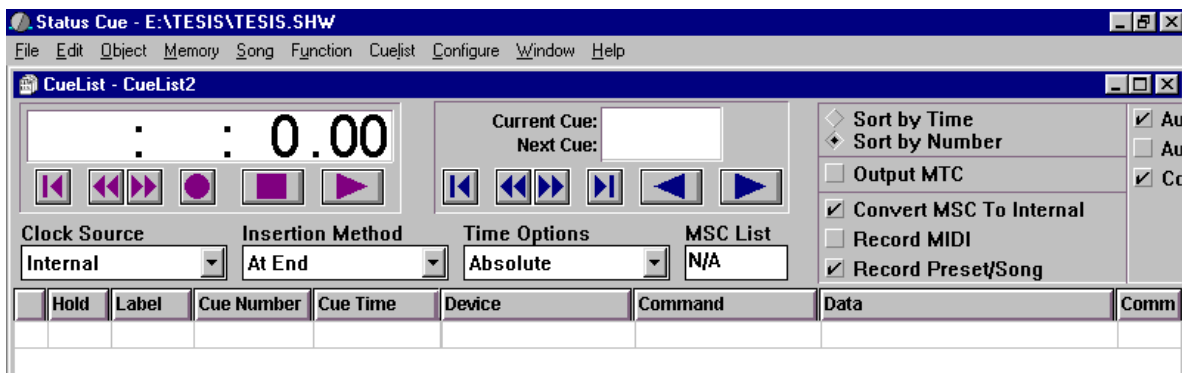 Status Cue - E:\TESIS\TESIS.SHW
File Edit Object Memory Song Function Cuelist Configure Window Help
CueList - CueList2
: : 0.00
Current Cue:
Next Cue:
Sort by Time
Sort by Number
Output MTC
Convert MSC To Internal
Record MIDI
Record Preset/Song
Au
Au
Co
Clock Source Insertion Method Time Options MSC List
Internal At End Absolute N/A
Hold Label Cue Number Cue Time Device Command Data Comm